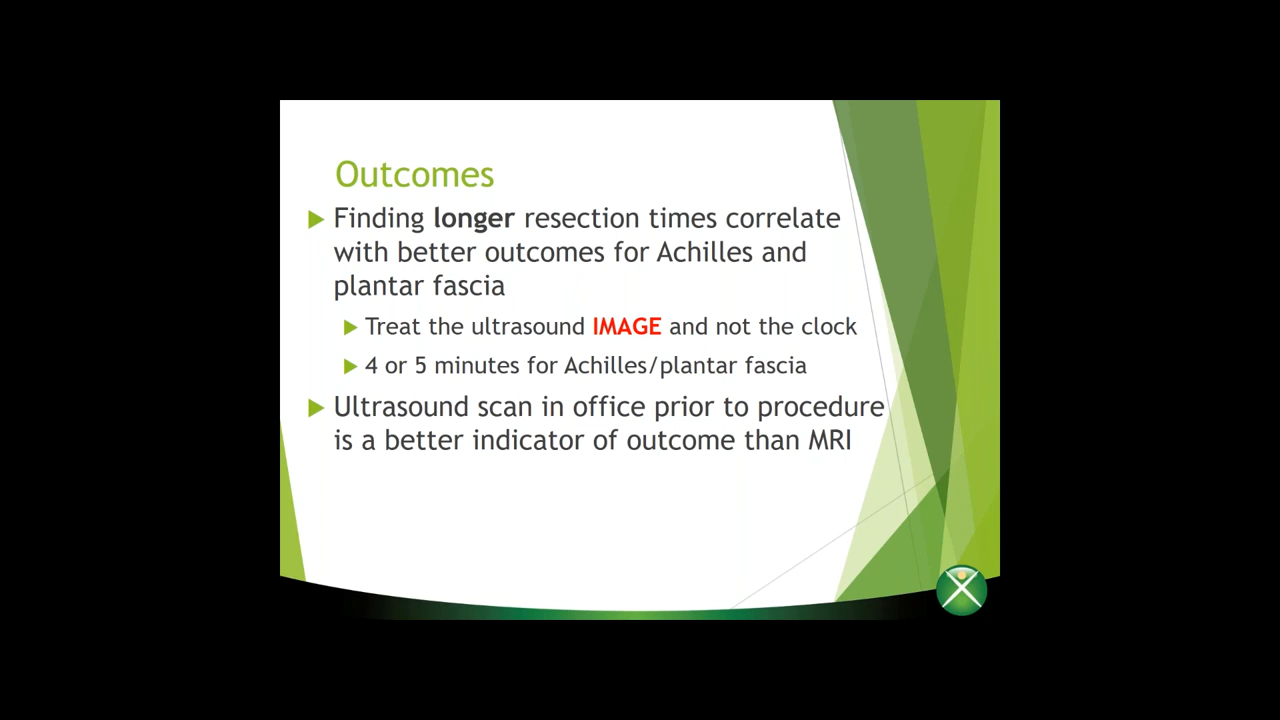 Outcomes
Finding longer resection times correlate
with better outcomes for Achilles and
plantar fascia
Treat the ultrasound IMAGE and not the clock
4 or 5 minutes for Achilles/plantar fascia
Ultrasound scan in office prior to procedure
is a better indicator of outcome than MRI